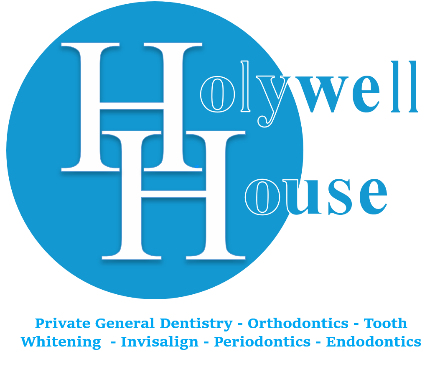 Holywell
House
Private General Dentistry - Orthodontics - Tooth
Whitening - Invisalign - Periodontics - Endodontics